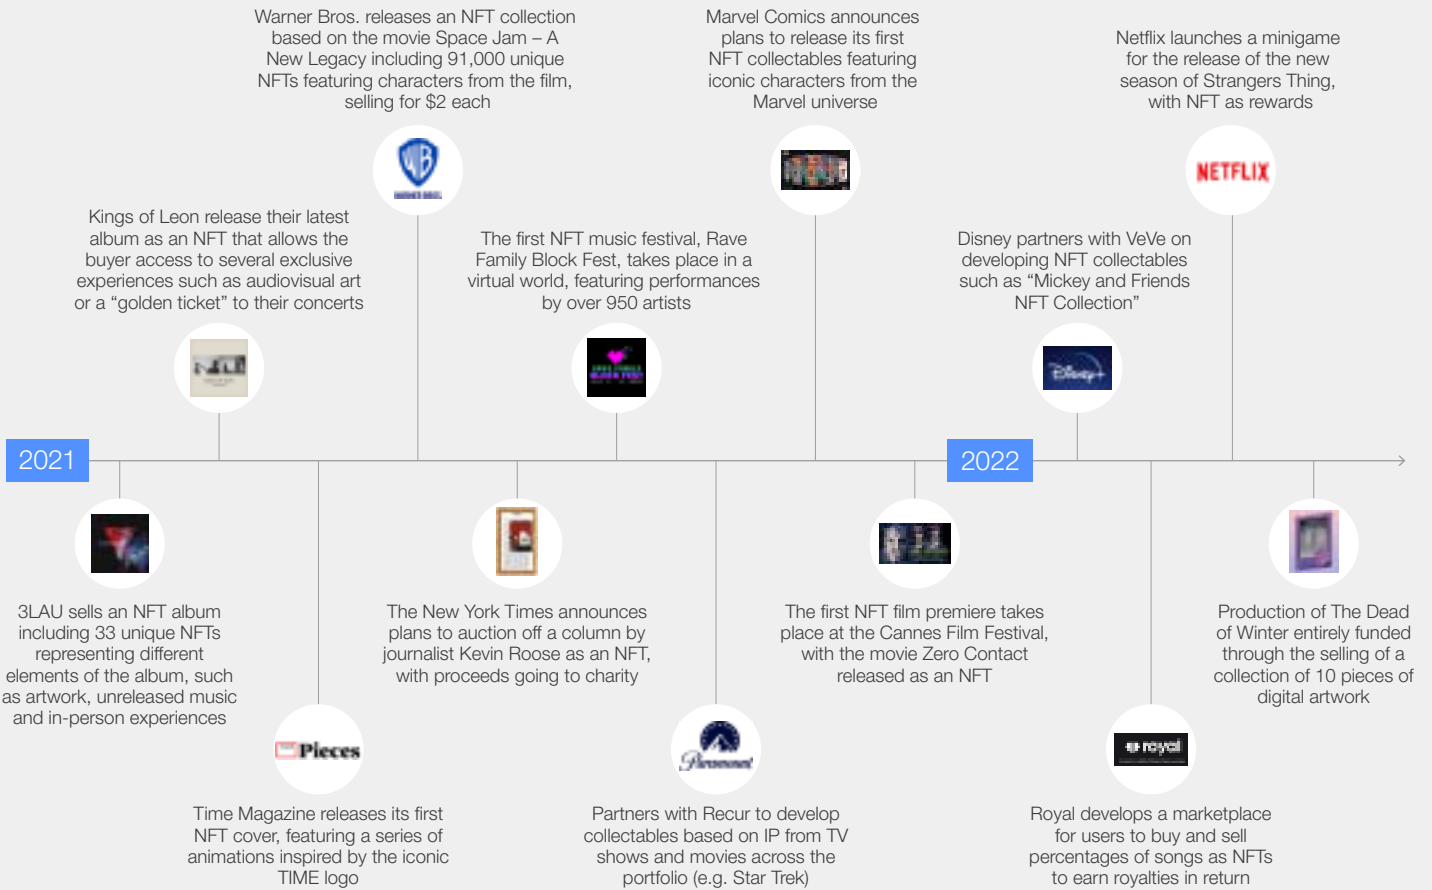 Warner Bros. releases an NFT collection
based on the movie Space Jam – A
New Legacy including 91,000 unique
NFTs featuring characters from the film,
selling for $2 each
Marvel Comics announces
plans to release its first
NFT collectables featuring
iconic characters from the
Marvel universe
Netflix launches a minigame
for the release of the new
season of Strangers Thing,
with NFT as rewards
WB
NETFLIX
Kings of Leon release their latest
album as an NFT that allows the
buyer access to several exclusive
experiences such as audiovisual art
or a “golden ticket” to their concerts
The first NFT music festival, Rave
Family Block Fest, takes place in a
virtual world, featuring performances
by over 950 artists
Disney partners with VeVe on
developing NFT collectables
such as “Mickey and Friends
NFT Collection”
BLOCK FEST
Disney+
2021
2022
3LAU sells an NFT album
including 33 unique NFTs
representing different
elements of the album, such
as artwork, unreleased music
and in-person experiences
The New York Times announces
plans to auction off a column by
journalist Kevin Roose as an NFT,
with proceeds going to charity
The first NFT film premiere takes
place at the Cannes Film Festival,
with the movie Zero Contact
released as an NFT
Production of The Dead
of Winter entirely funded
through the selling of a
collection of 10 pieces of
digital artwork
Pieces
Paramount
royal
Time Magazine releases its first
NFT cover, featuring a series of
animations inspired by the iconic
TIME logo
Partners with Recur to develop
collectables based on IP from TV
shows and movies across the
portfolio (e.g. Star Trek)
Royal develops a marketplace
for users to buy and sell
percentages of songs as NFTs
to earn royalties in return